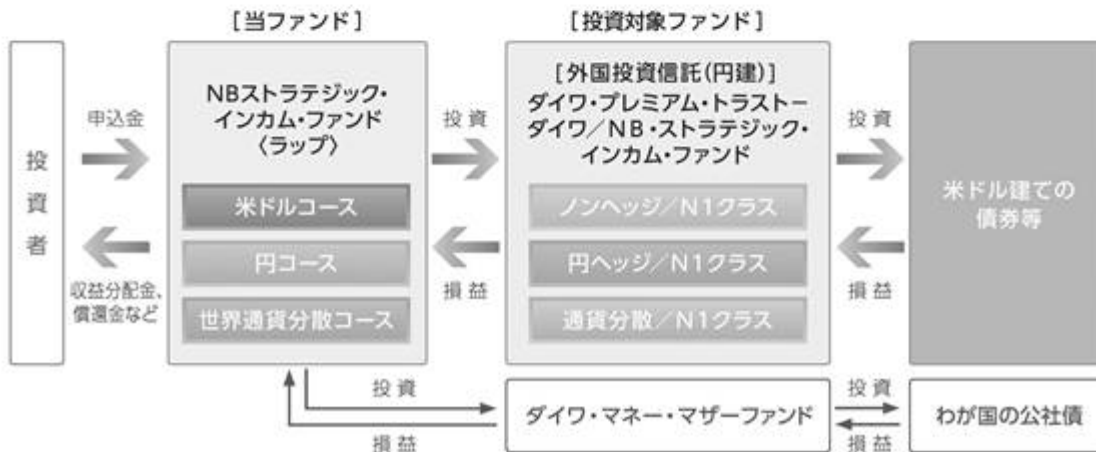 [当ファンド]
[投資対象ファンド]
投資者
申込金
収益分配金、
償還金など
NBストラテジック・
インカム・ファンド
〈ラップ〉
米ドルコース
円コース
世界通貨分散コース
投資
損益
[外国投資信託(円建)]
ダイワ・プレミアム・トラスト－
ダイワ／NB・ストラテジック・
インカム・ファンド
ノンヘッジ／N1クラス
円ヘッジ／N1クラス
通貨分散／N1クラス
投資
損益
米ドル建ての
債券等
投資
損益
ダイワ・マネー・マザーファンド
投資
損益
わが国の公社債